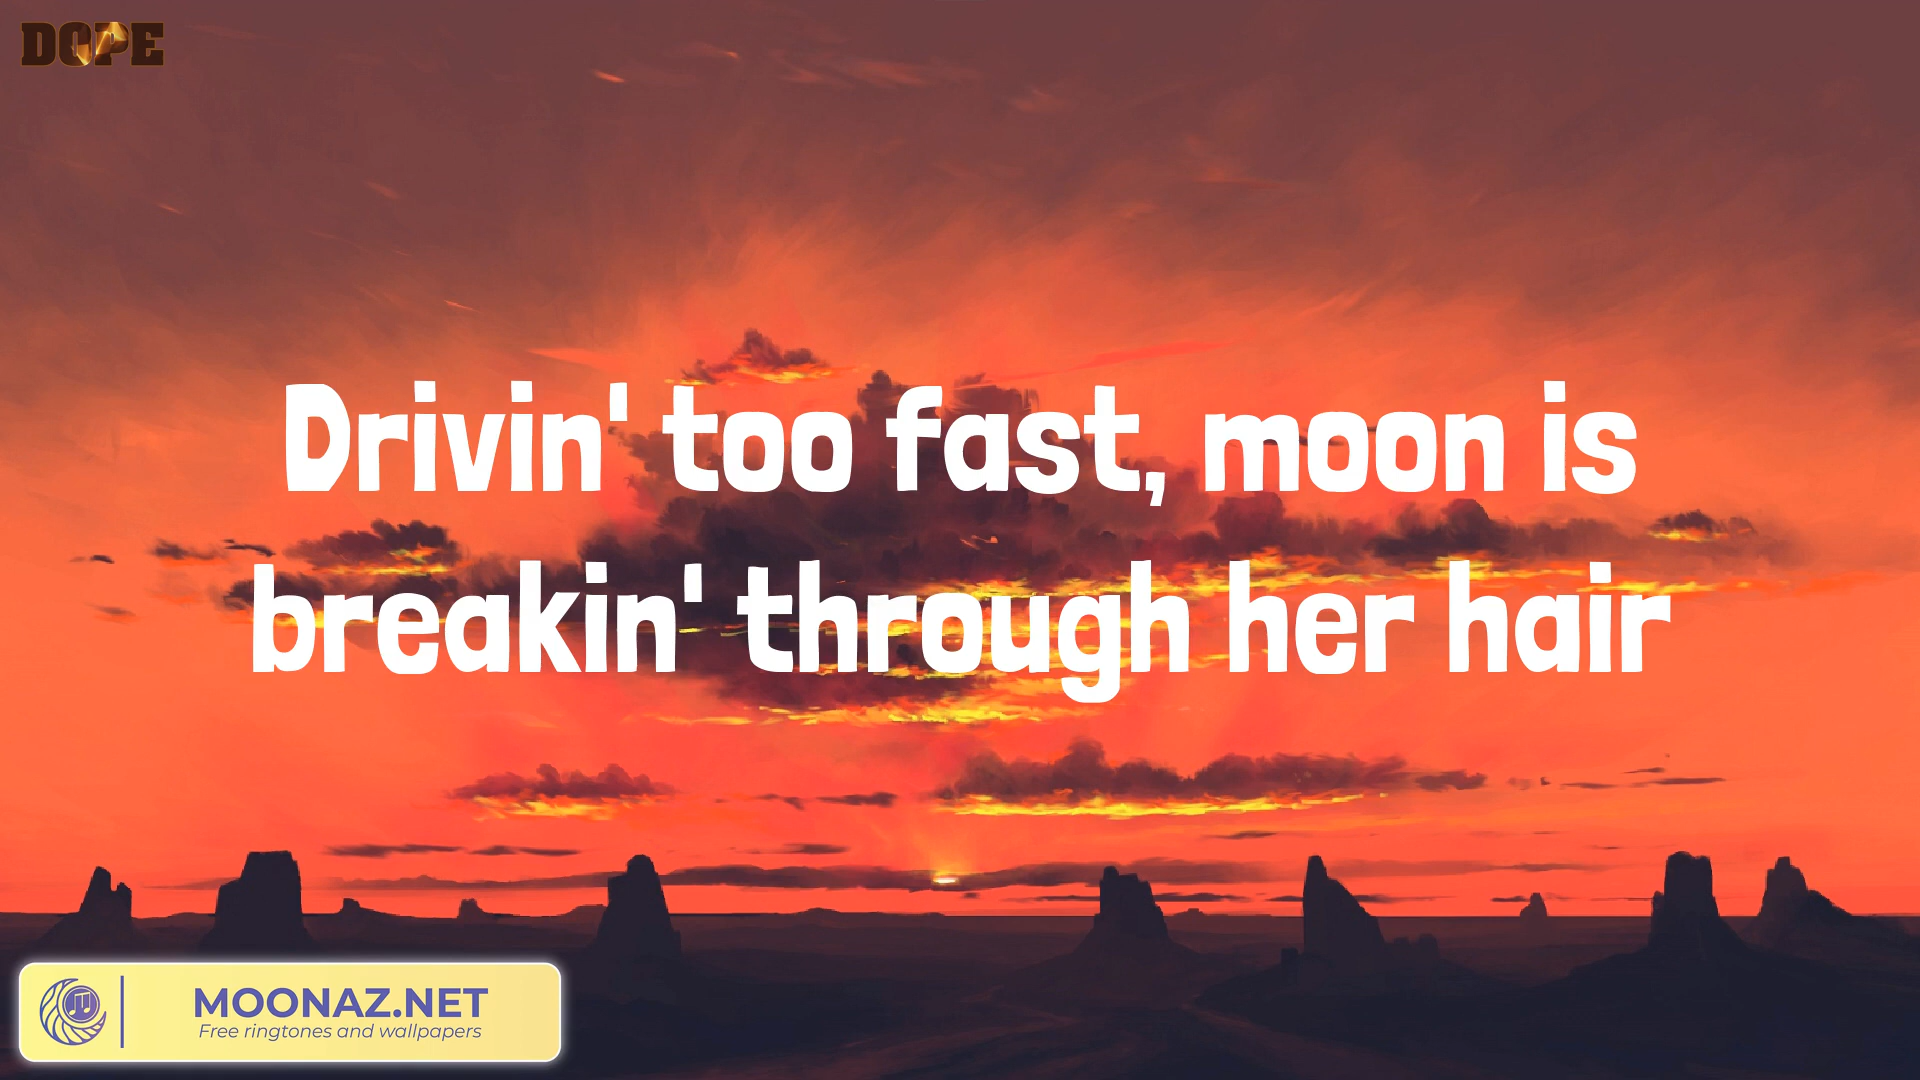 DOPE
Drivin' too fast, moon is
breakin' through her hair
MOONAZ.NET
Free ringtones and wallpapers